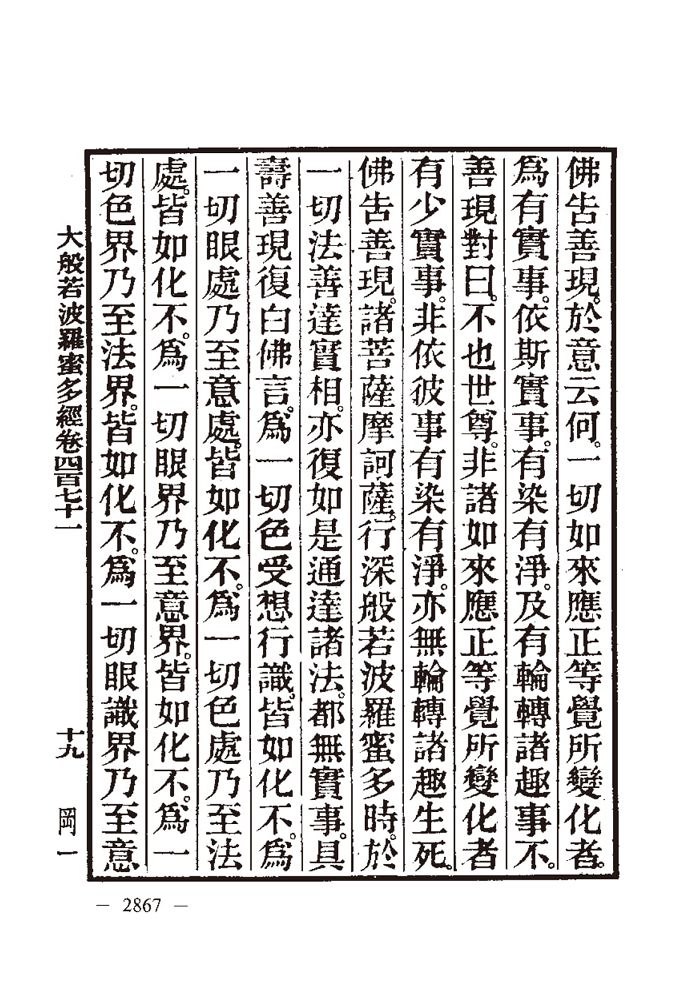 佛告善現。於意云何。一切如來應正等覺所變化者。
爲有實事。依斯實事。有染有淨。及有輪轉諸趣事不。
善現對曰。不也世尊。非諸如來應正等覺所變化者
有少實事。非依彼事有染有淨。亦無輪轉諸趣生死。
佛告善現。諸菩薩摩訶薩。行深般若波羅蜜多時。於
一切法善達實相。亦復如是通達諸法。都無實事。具
壽善現復白佛言。爲一切色受想行識。皆如化不。爲
一切眼處乃至意處。皆如化不。爲一切色處乃至法
處。皆如化不。爲一切眼界乃至意界。皆如化不。爲一
切色界乃至法界。皆如化不。爲一切眼識界乃至意
大般若波羅蜜多經卷四百七十一 十九 岡一
— 2867 —